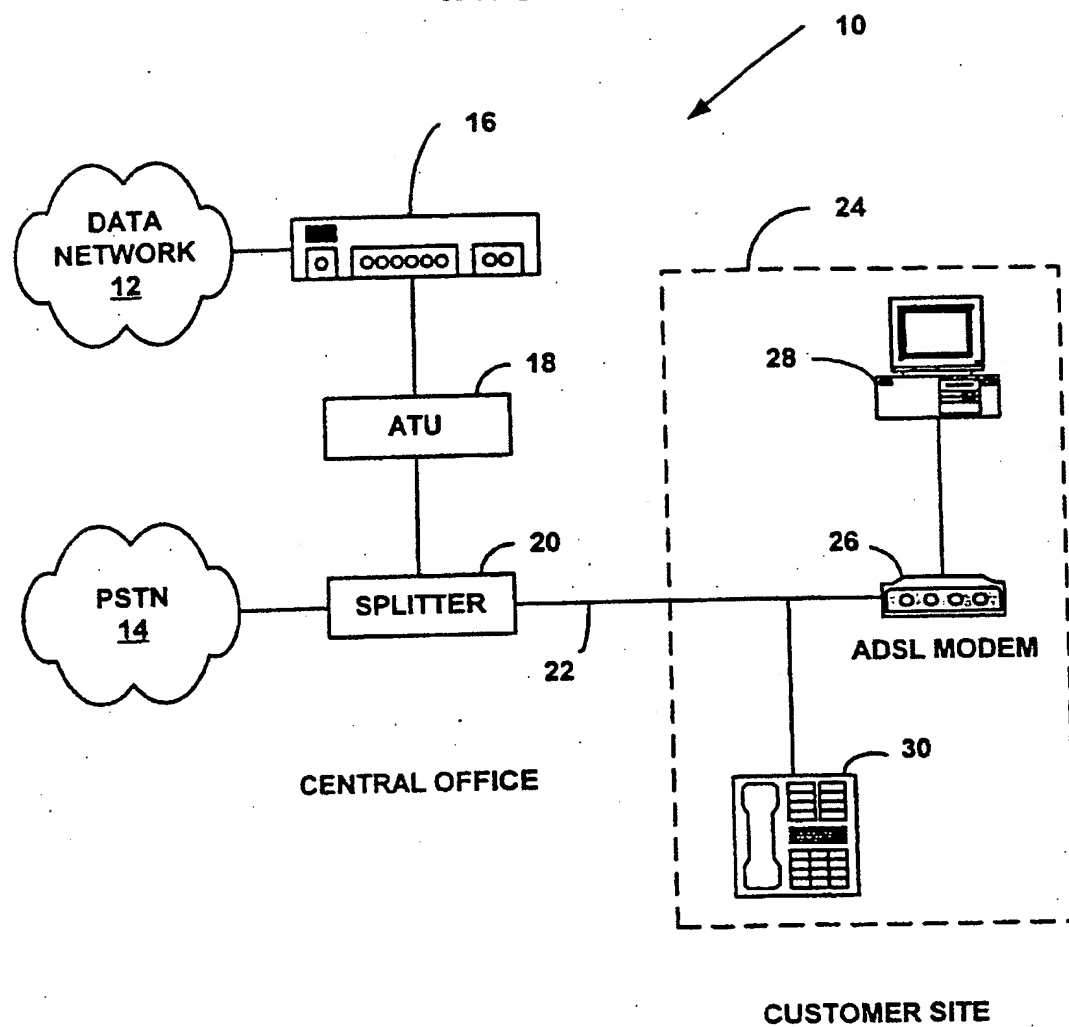 10
16
DATA
NETWORK
12
24
18
28
ATU
20
26
PSTN
14
SPLITTER
22
ADSL MODEM
30
CENTRAL OFFICE
CUSTOMER SITE